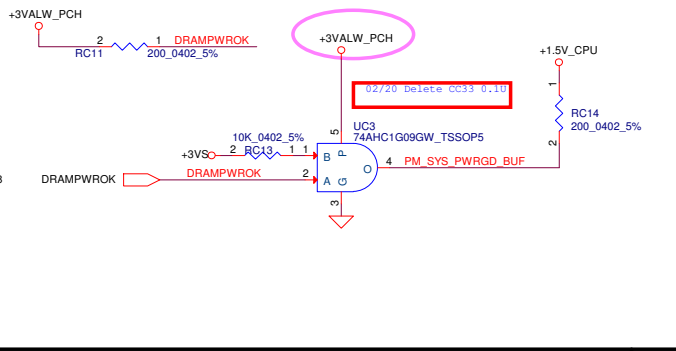 +3VALW_PCH
2 1 DRAMPWROK
RC11 200_0402_5%
+3VALW_PCH
+1.5V_CPU
02/20 Delete CC33 0.1U
1
RC14
200_0402_5%
2
5
UC3
74AHC1G09GW_TSSOP5
10K_0402_5%
+3VS 2 RC13 1 1 B P
O 4 PM_SYS_PWRGD_BUF
DRAMPWROK DRAMPWROK 2 A G
3